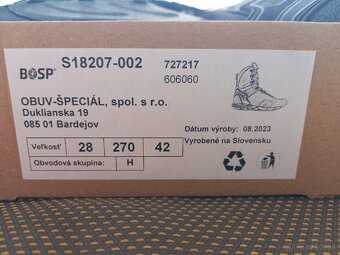 S18207-002
727217
606060
BOSP
OBUV-ŠPECIÁL, spol. s r.o.
Duklianska 19
085 01 Bardejov
Dátum výroby: 08.2023
Vyrobené na Slovensku
Veľkosť 28 270 42
Obvodová skupina: H